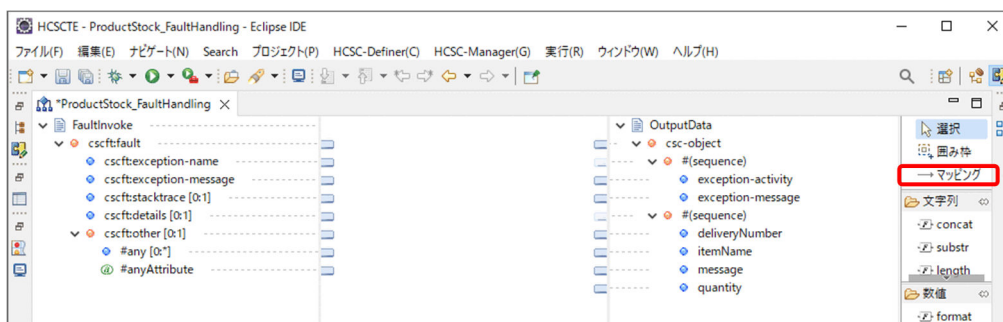 HCSCTE - ProductStock_FaultHandling - Eclipse IDE
ファイル(F) 編集(E) ナビゲート(N) Search プロジェクト(P) HCSC-Definer(C) HCSC-Manager(G) 実行(R) ウィンドウ(W) ヘルプ(H)
*ProductStock_FaultHandling
FaultInvoke
cscft:fault
cscft:exception-name
cscft:exception-message
cscft:stacktrace [0:1]
cscft:details [0:1]
cscft:other [0:1]
#any [0:*]
#anyAttribute
OutputData
csc-object
#(sequence)
exception-activity
exception-message
#(sequence)
deliveryNumber
itemName
message
quantity
選択
囲み枠
マッピング
文字列
concat
substr
length
数値
format